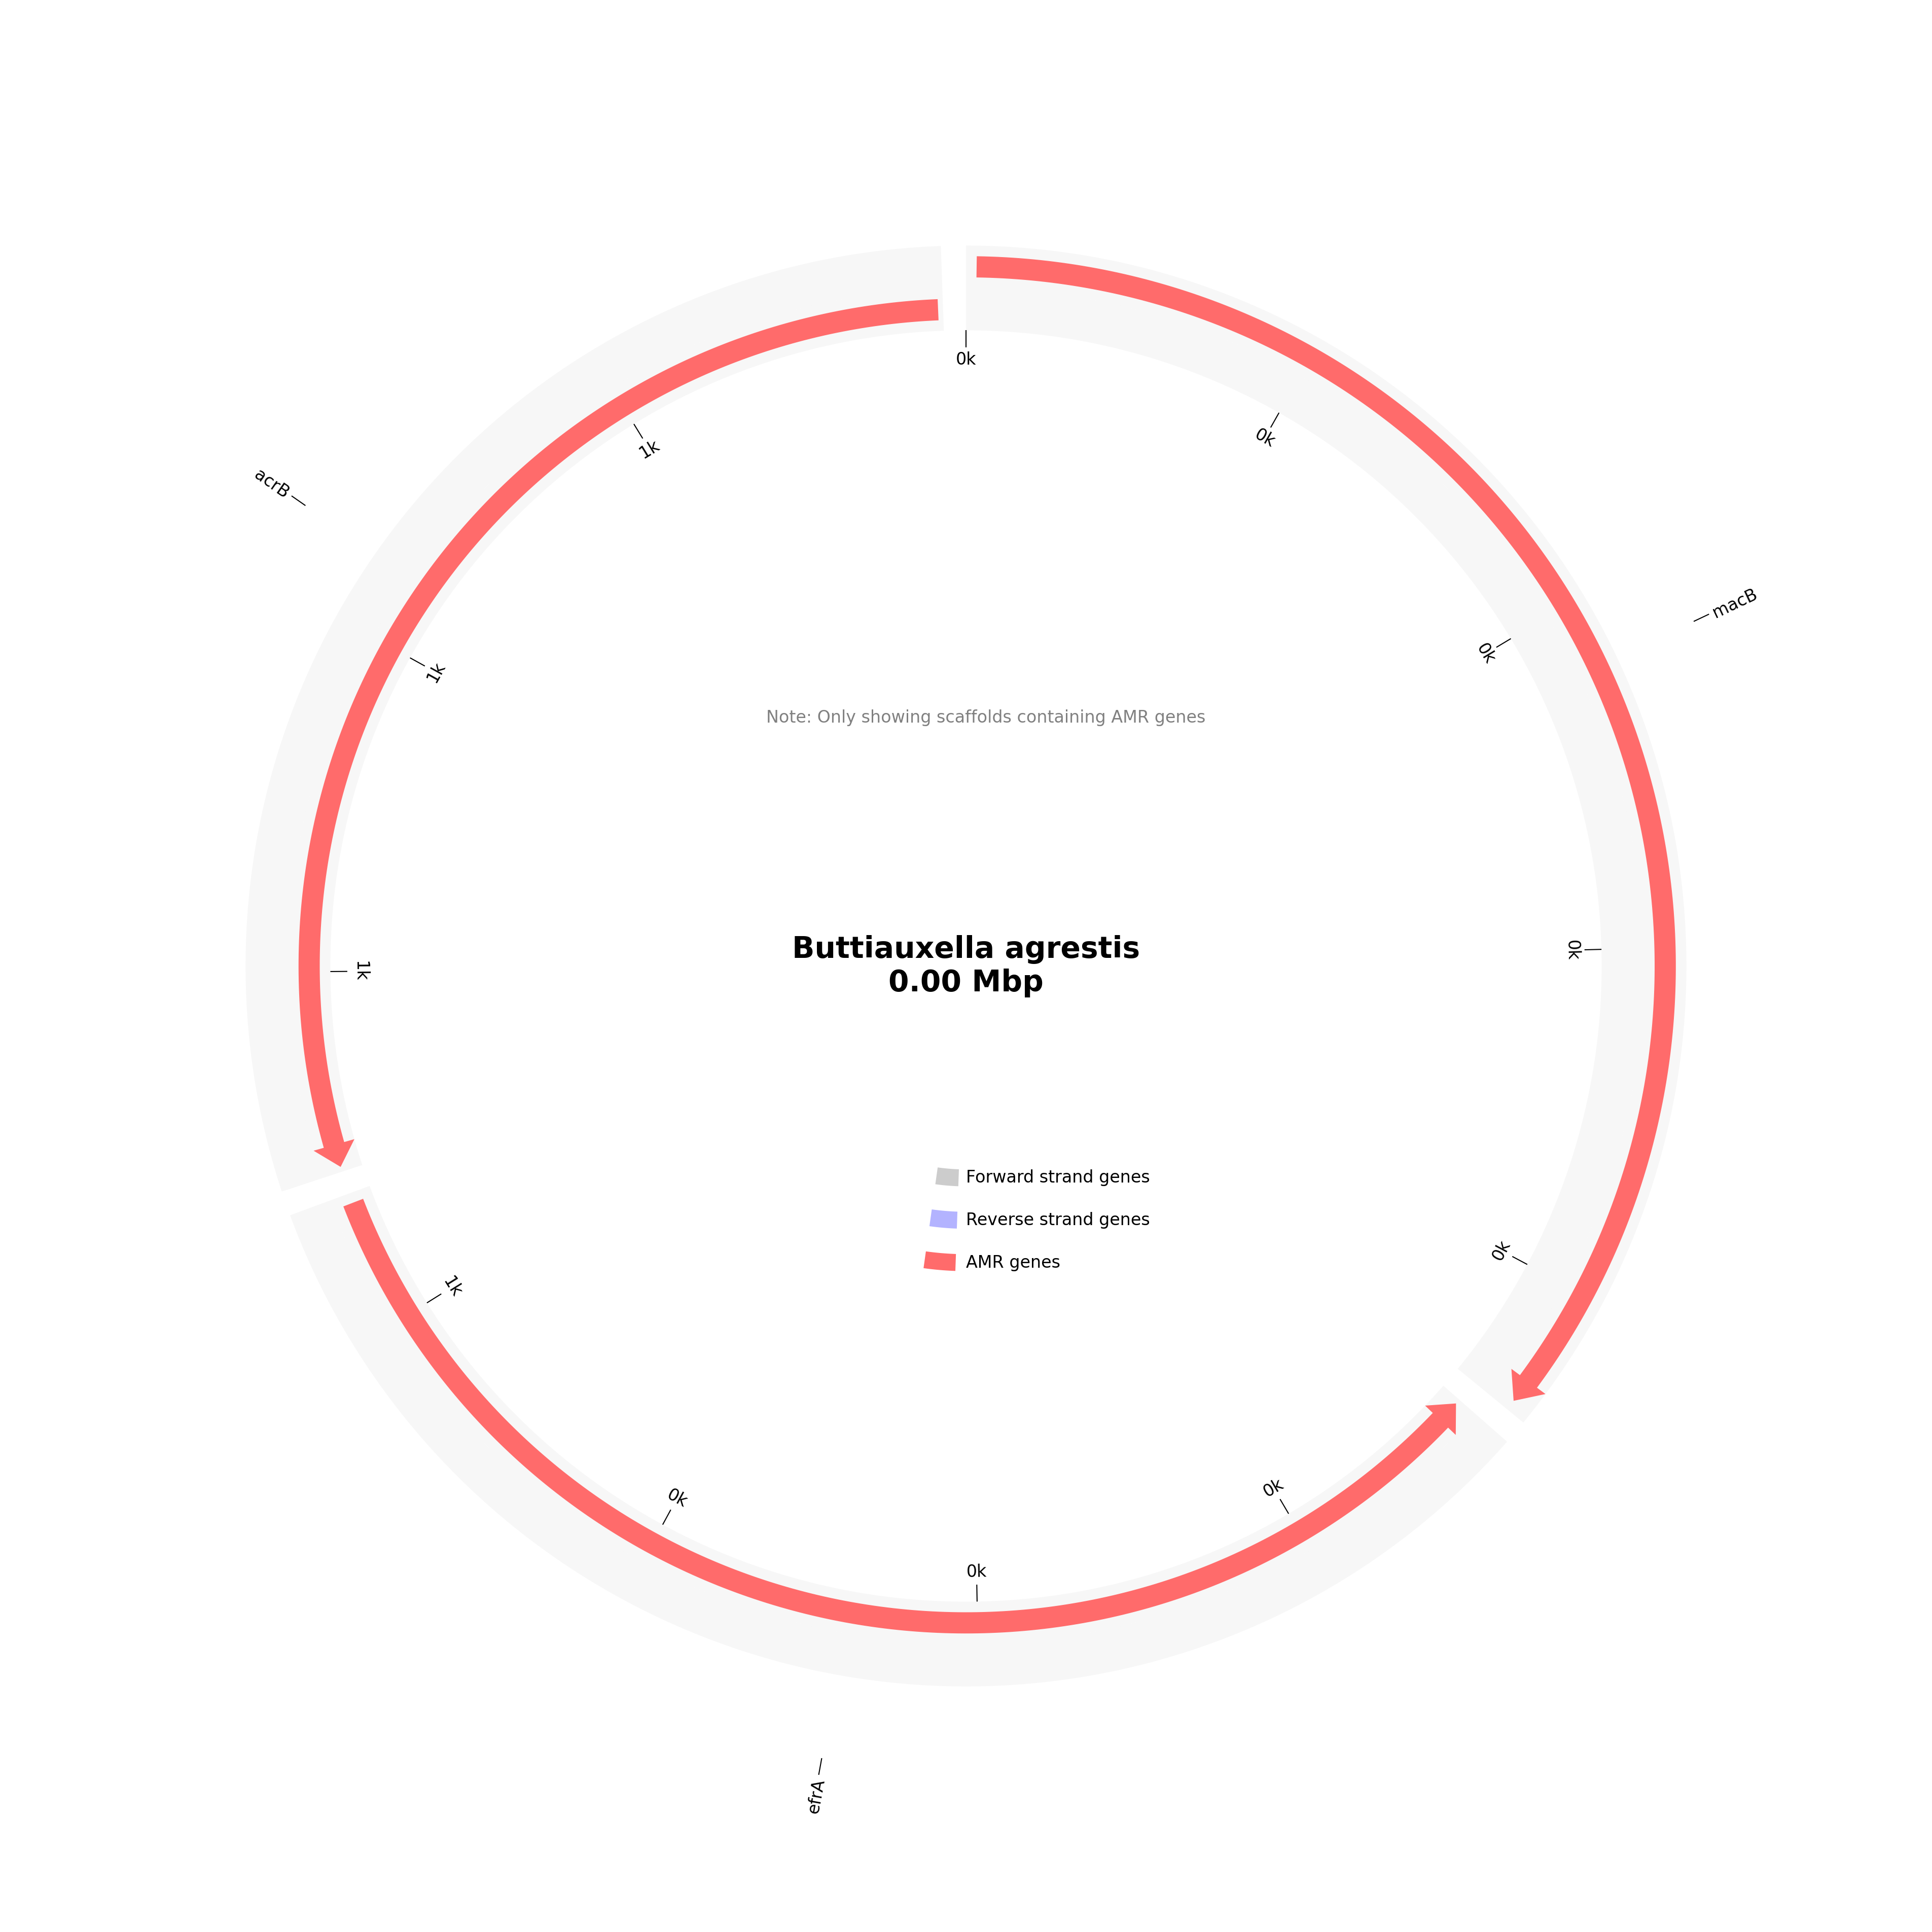 0k
0k
1k
acrB
macB
0k
1k
Note: Only showing scaffolds containing AMR genes
Buttiauxella agrestis
0.00 Mbp
0k
1k
Forward strand genes
Reverse strand genes
AMR genes
0k
1k
0k
0k
0k
efrA